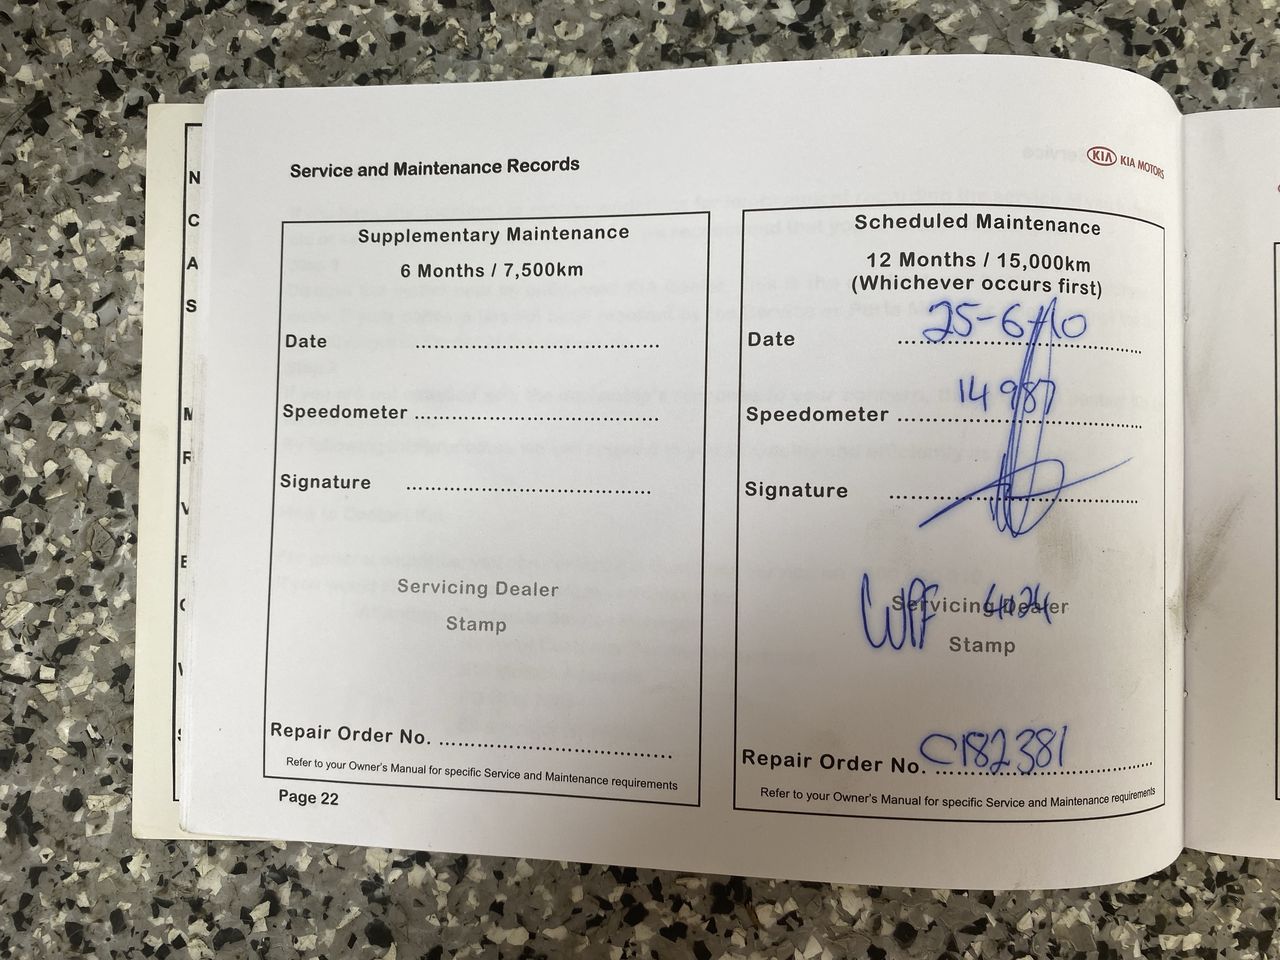 N
C
A
S
M
R
V
E
Service and Maintenance Records
KIA KIA MOTORS
Supplementary Maintenance
6 Months / 7,500km
Date
Speedometer
Signature
Servicing Dealer
Stamp
Repair Order No.
Refer to your Owner's Manual for specific Service and Maintenance requirements
Page 22
Scheduled Maintenance
12 Months / 15,000km
(Whichever occurs first)
Date 25-6-10
Speedometer 14987
Signature
Servicing Dealer
Stamp
Repair Order No. C182381
Refer to your Owner's Manual for specific Service and Maintenance requirements